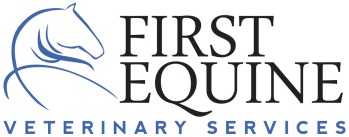 FIRST
EQUINE
VETERINARY SERVICES